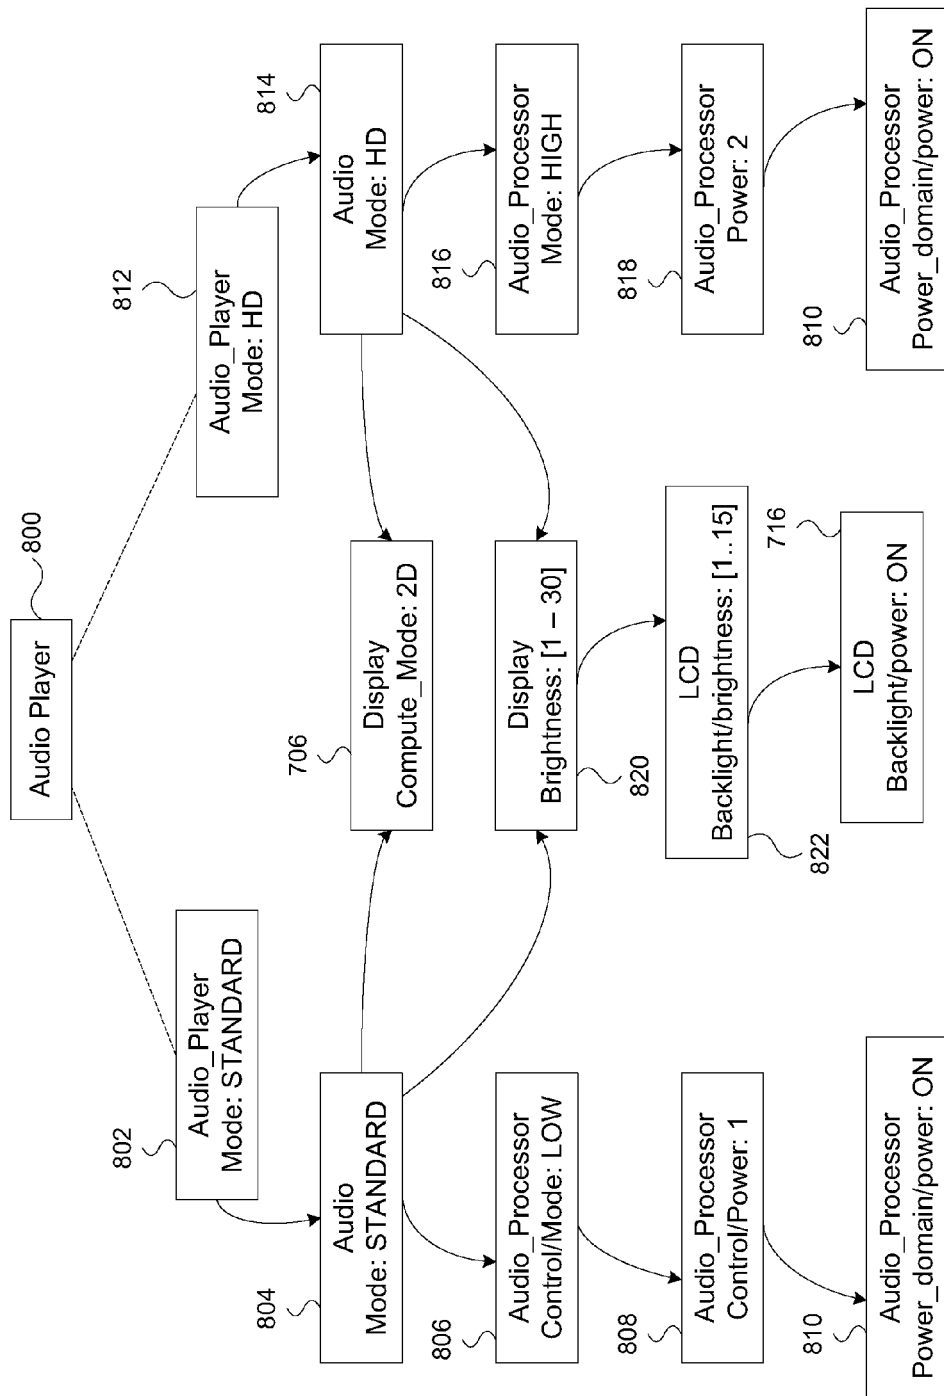 Audio Player
800
802
Audio_Player
Mode: STANDARD
812
Audio_Player
Mode: HD
804
Audio
Mode: STANDARD
706
Display
Compute_Mode: 2D
814
Audio
Mode: HD
806
Audio_Processor
Control/Mode: LOW
820
Display
Brightness: [1 – 30]
816
Audio_Processor
Mode: HIGH
808
Audio_Processor
Control/Power: 1
822
LCD
Backlight/brightness: [1..15]
818
Audio_Processor
Power: 2
810
Audio_Processor
Power_domain/power: ON
716
LCD
Backlight/power: ON
810
Audio_Processor
Power_domain/power: ON